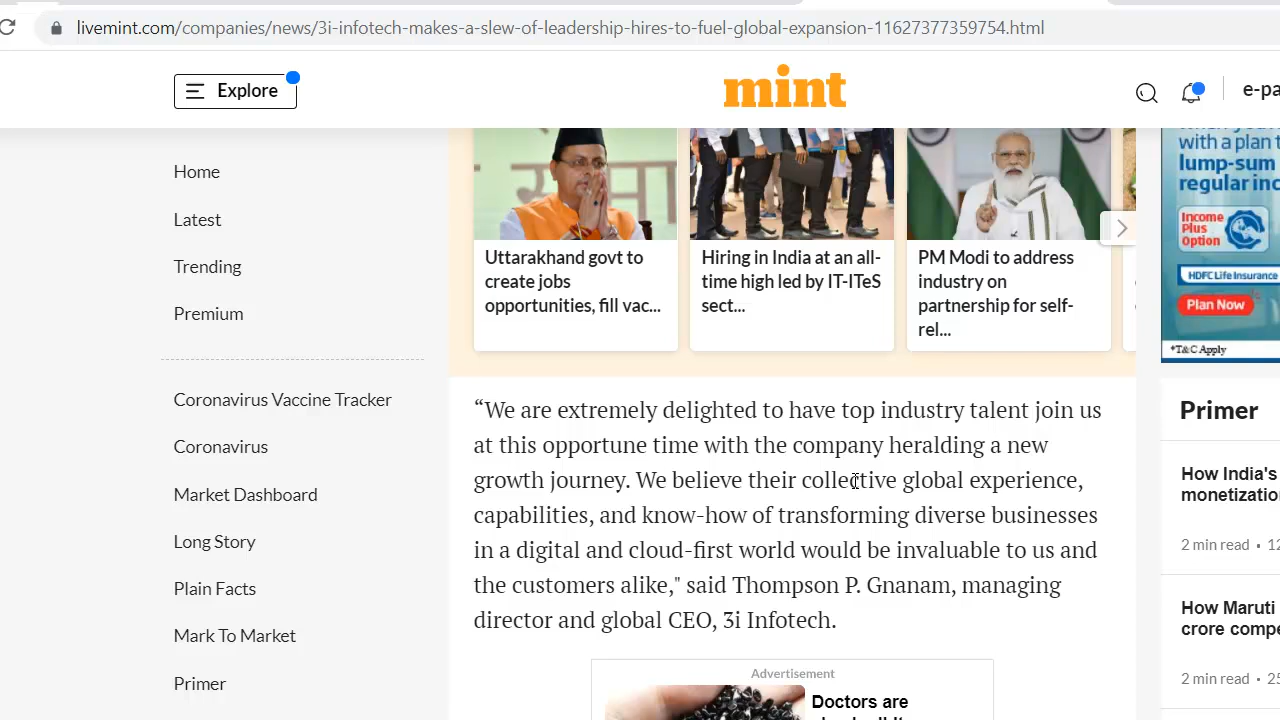 livemint.com/companies/news/3i-infotech-makes-a-slew-of-leadership-hires-to-fuel-global-expansion-11627377359754.html
Explore
mint
e-pa
Home
Latest
Trending
Premium
Coronavirus Vaccine Tracker
Coronavirus
Market Dashboard
Long Story
Plain Facts
Mark To Market
Primer
Uttarakhand govt to
create jobs
opportunities, fill vac...
Hiring in India at an all-
time high led by IT-ITeS
sect...
PM Modi to address
industry on
partnership for self-
rel...
“We are extremely delighted to have top industry talent join us
at this opportune time with the company heralding a new
growth journey. We believe their collective global experience,
capabilities, and know-how of transforming diverse businesses
in a digital and cloud-first world would be invaluable to us and
the customers alike," said Thompson P. Gnanam, managing
director and global CEO, 3i Infotech.
Advertisement
Doctors are
with a plan t
lump-sum
regular inc
Income
Plus
Option
HDFC Life Insurance
Plan Now
*T&C Apply
Primer
How India's
monetizatio
2 min read • 12
How Maruti
crore compe
2 min read • 25